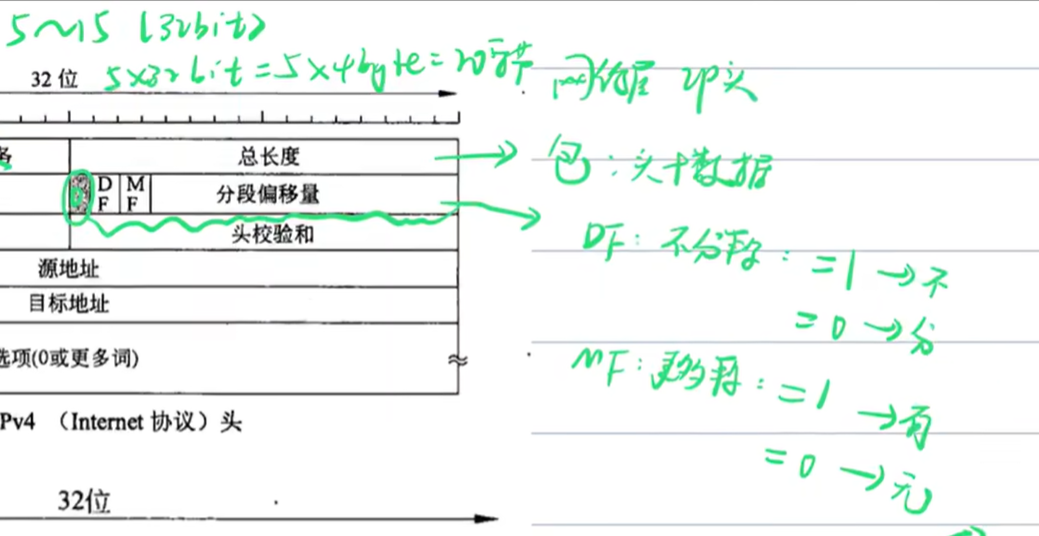 5～15 (32bit)
32 位
5×32bit=5×4byte=20字节
网络层 IP头
务
总长度
包：头+数据
DF
MF
分段偏移量
头校验和
DF：不分段：=1→不
=0→分
源地址
目标地址
MF：更多段：=1→有
=0→无
选项(0或更多词)
Pv4 （Internet 协议）头
32位